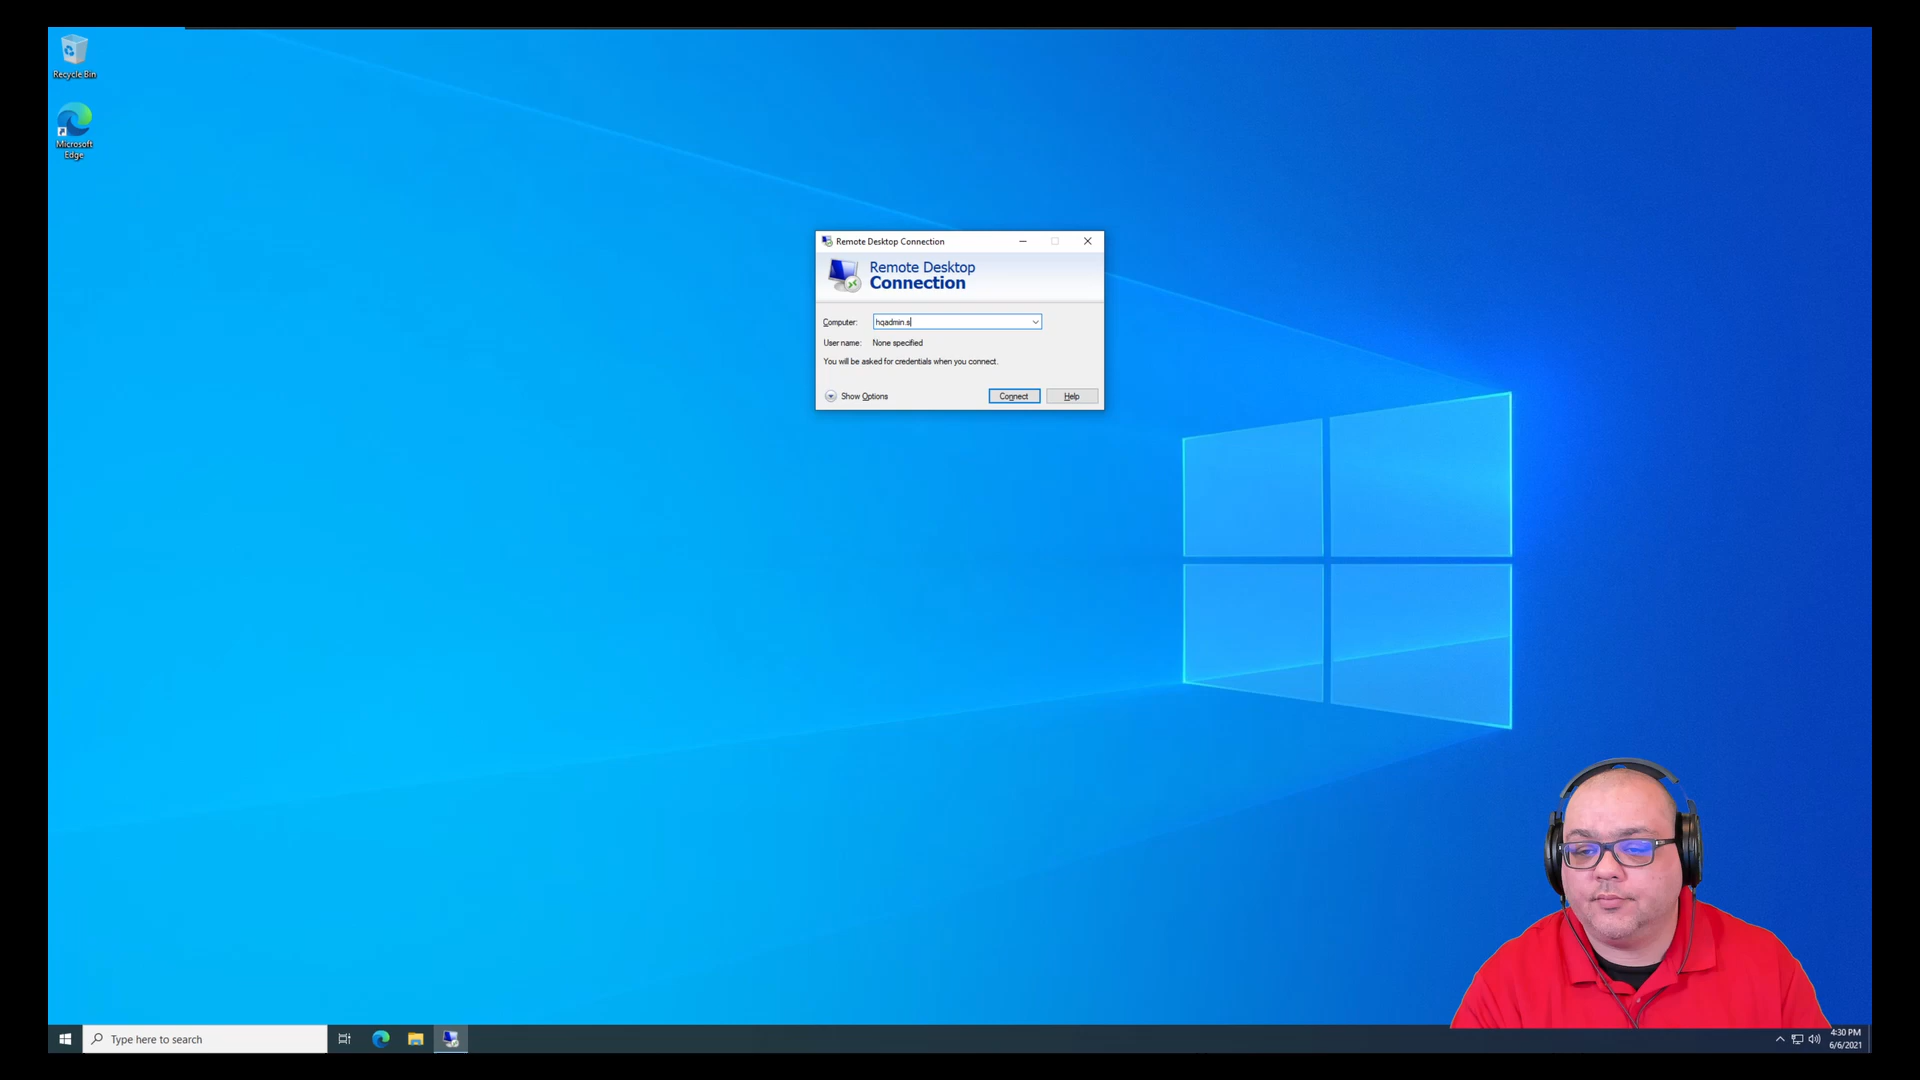 Recycle Bin
Microsoft
Edge
Remote Desktop Connection
Remote Desktop
Connection
Computer: hqadmin.s
User name: None specified
You will be asked for credentials when you connect.
Show Options Connect Help
Type here to search
4:30 PM
6/6/2021